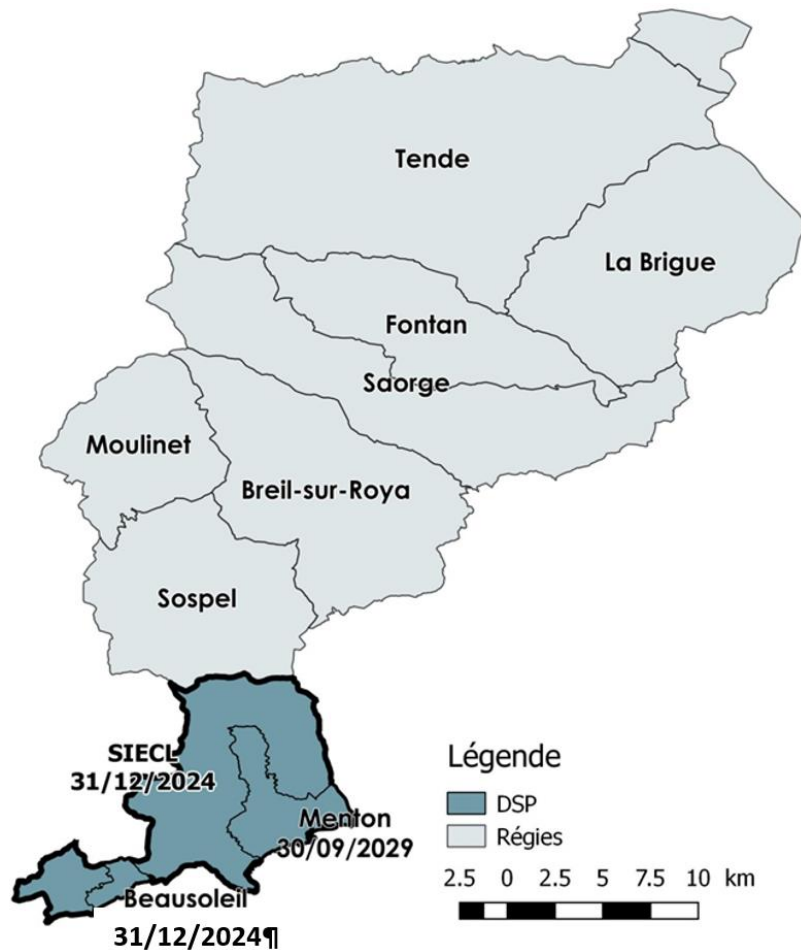 Tende
La Brigue
Fontan
Saorge
Moulinet
Breil-sur-Roya
Sospel
SIECL
31/12/2024
Menton
30/09/2029
Beausoleil
31/12/2024¶
Légende
DSP
Régies
2.5 0 2.5 5 7.5 10 km